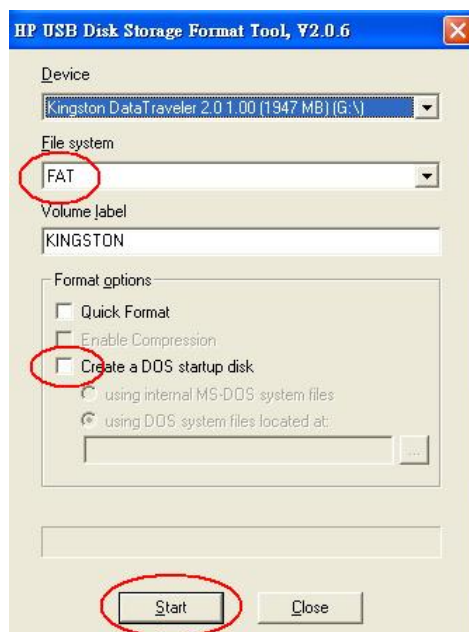 HP USB Disk Storage Format Tool, V2.0.6
Device
Kingston DataTraveler 2.0 1.00 (1947 MB) (G:\)
File system
FAT
Volume label
KINGSTON
Format options
Quick Format
Enable Compression
Create a DOS startup disk
using internal MS-DOS system files
using DOS system files located at:
...
Start
Close